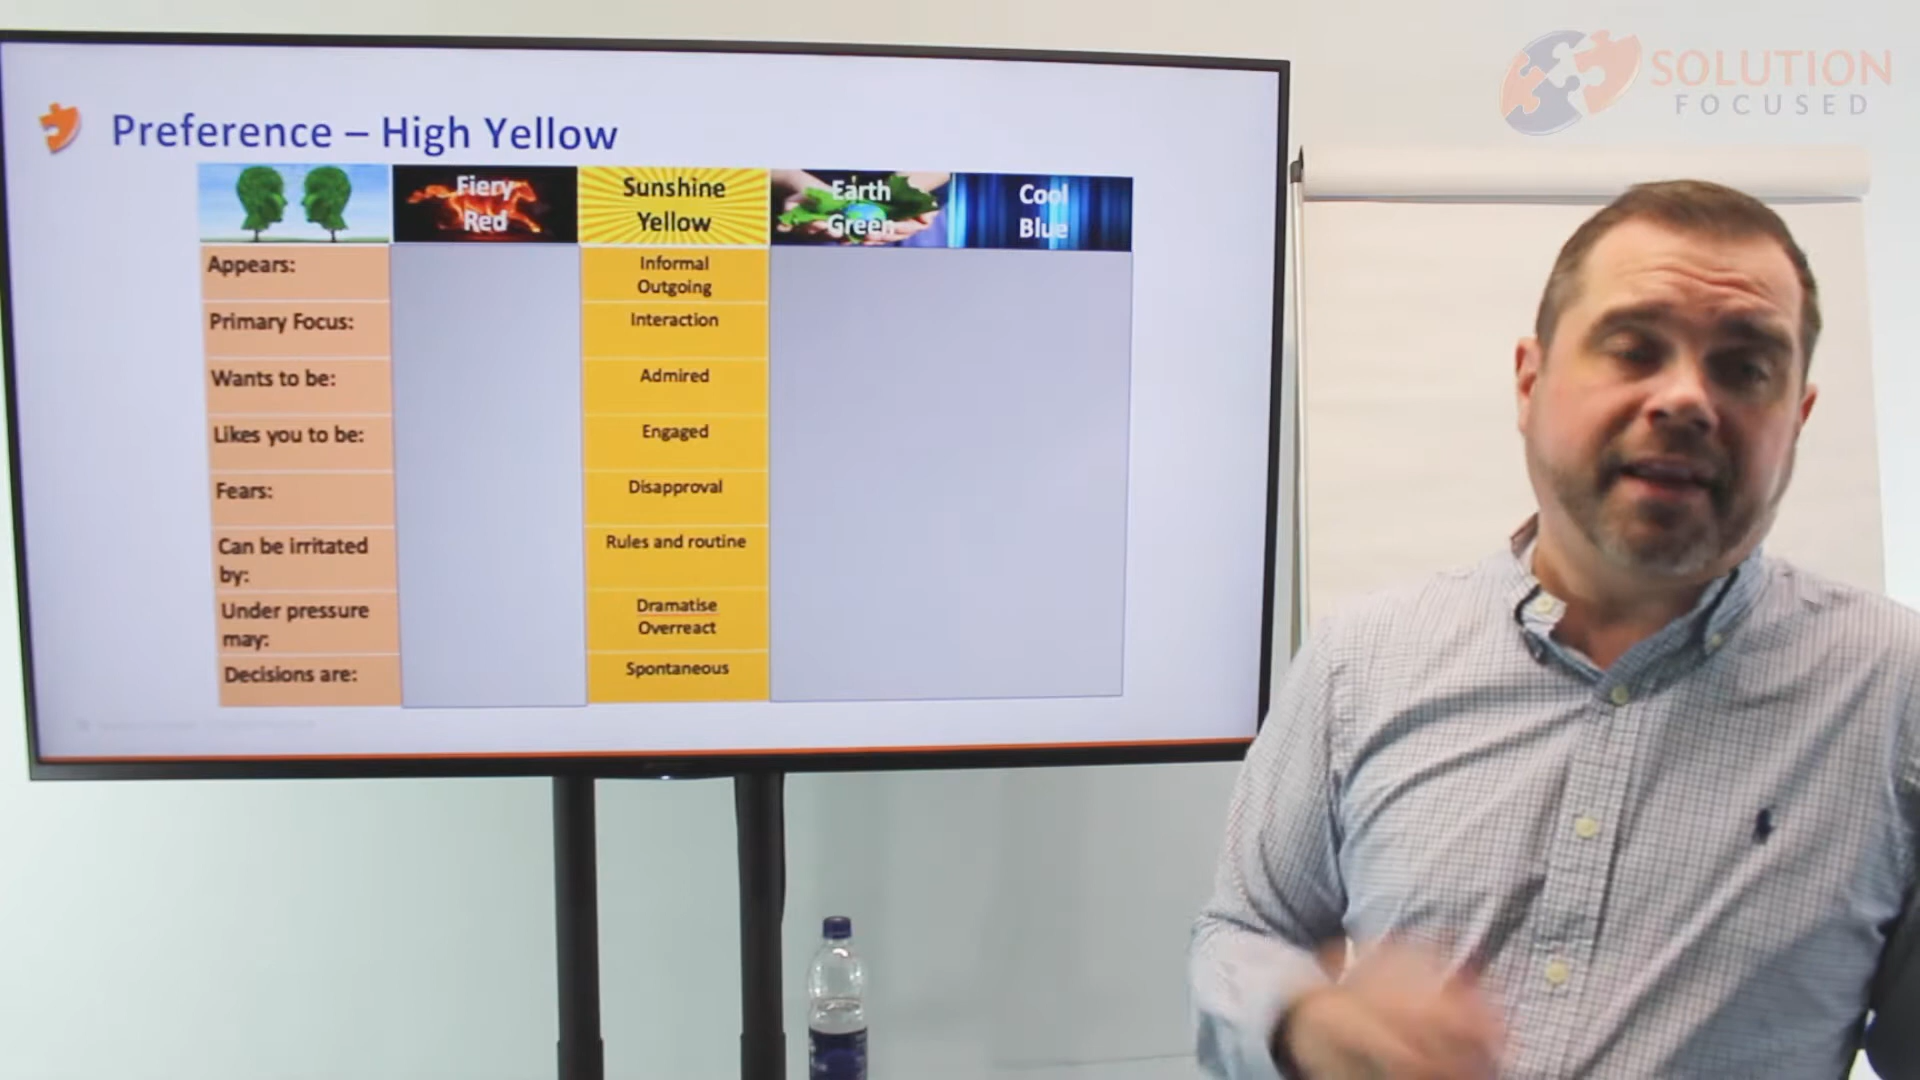 SOLUTION
FOCUSED
Preference – High Yellow
Fiery
Red
Sunshine
Yellow
Earth
Green
Cool
Blue
Appears:
Informal
Outgoing
Primary Focus:
Interaction
Wants to be:
Admired
Likes you to be:
Engaged
Fears:
Disapproval
Can be irritated
by:
Rules and routine
Under pressure
may:
Dramatise
Overreact
Decisions are:
Spontaneous